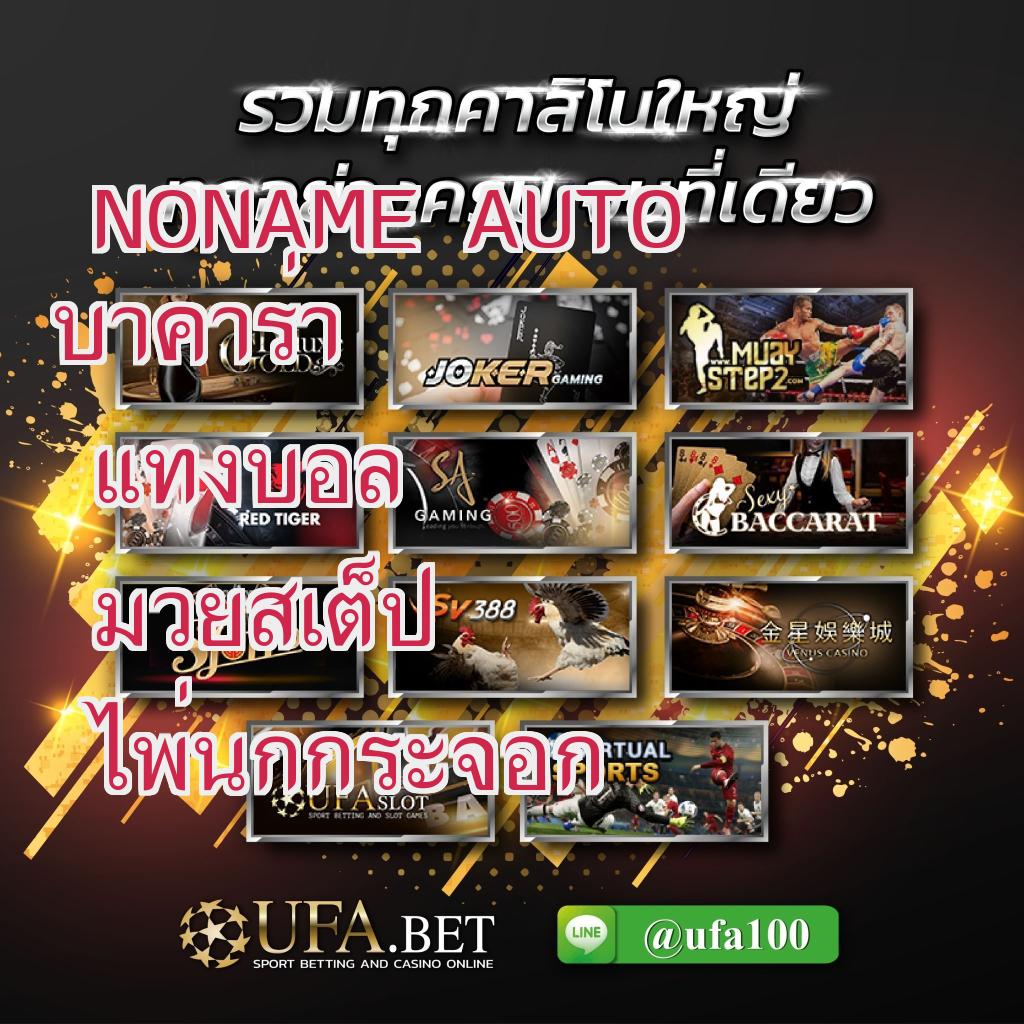 รวมทุกคาสิโนใหญ่
ที่เดียว
NONAME AUTO
บาคาร่า
JOKER GAMING
WWW.MUAY
STEP2.COM
แทงบอล
RED TIGER
SA
GAMING
Sexy
BACCARAT
มวยสเต็ป
SV388
金星娛樂城
VENUS CASINO
ไพ่นกกระจอก
UFASLOT
SPORT BETTING AND SLOT GAMES
SPORTS
UFA.BET
SPORT BETTING AND CASINO ONLINE
LINE
@ufa100